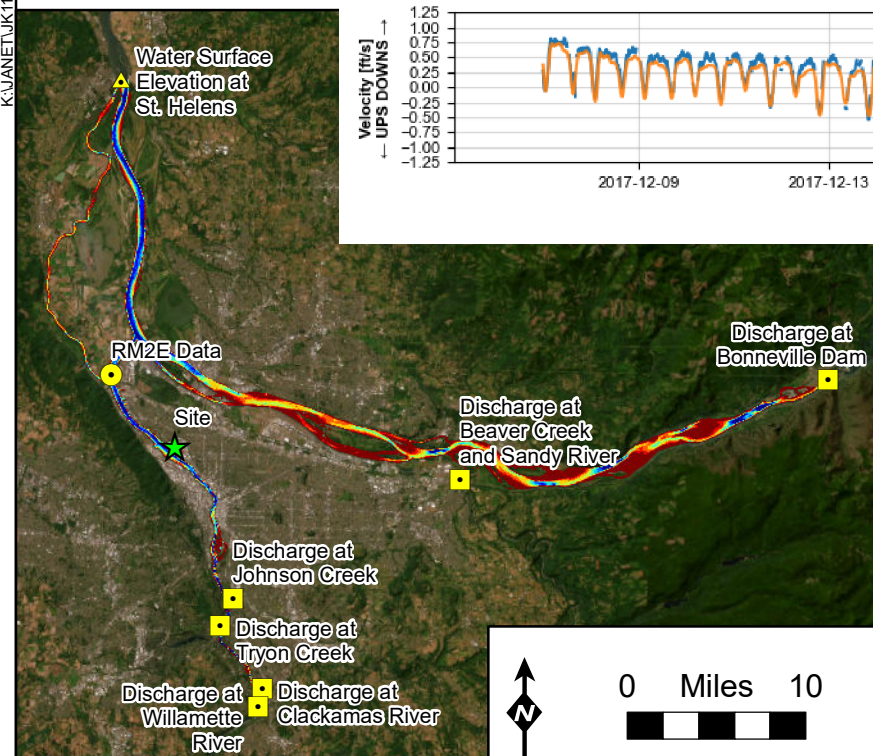 K:\JANET\JK11
Water Surface
Elevation at
St. Helens
Velocity [ft/s]
← UPS DOWNS →
1.25
1.00
0.75
0.50
0.25
0.00
−0.25
−0.50
−0.75
−1.00
−1.25
2017-12-09
2017-12-13
RM2E Data
Site
Discharge at
Bonneville Dam
Discharge at
Beaver Creek
and Sandy River
Discharge at
Johnson Creek
Discharge at
Tryon Creek
Discharge at
Willamette
River
Discharge at
Clackamas River
N
0 Miles 10